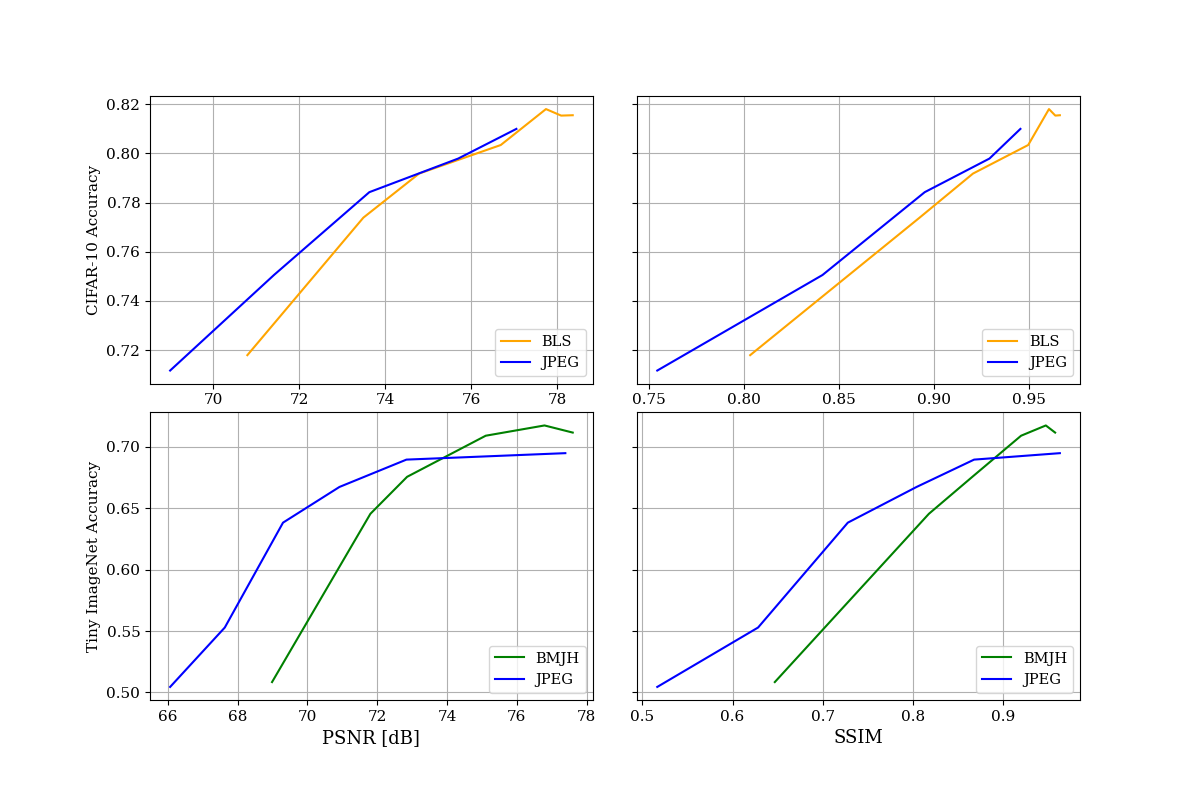 0.82
0.80
0.78
0.76
0.74
0.72
CIFAR-10 Accuracy
BLS
JPEG
70 72 74 76 78
BLS
JPEG
0.75 0.80 0.85 0.90 0.95
0.70
0.65
0.60
0.55
0.50
Tiny ImageNet Accuracy
BMJH
JPEG
66 68 70 72 74 76 78
PSNR [dB]
BMJH
JPEG
0.5 0.6 0.7 0.8 0.9
SSIM